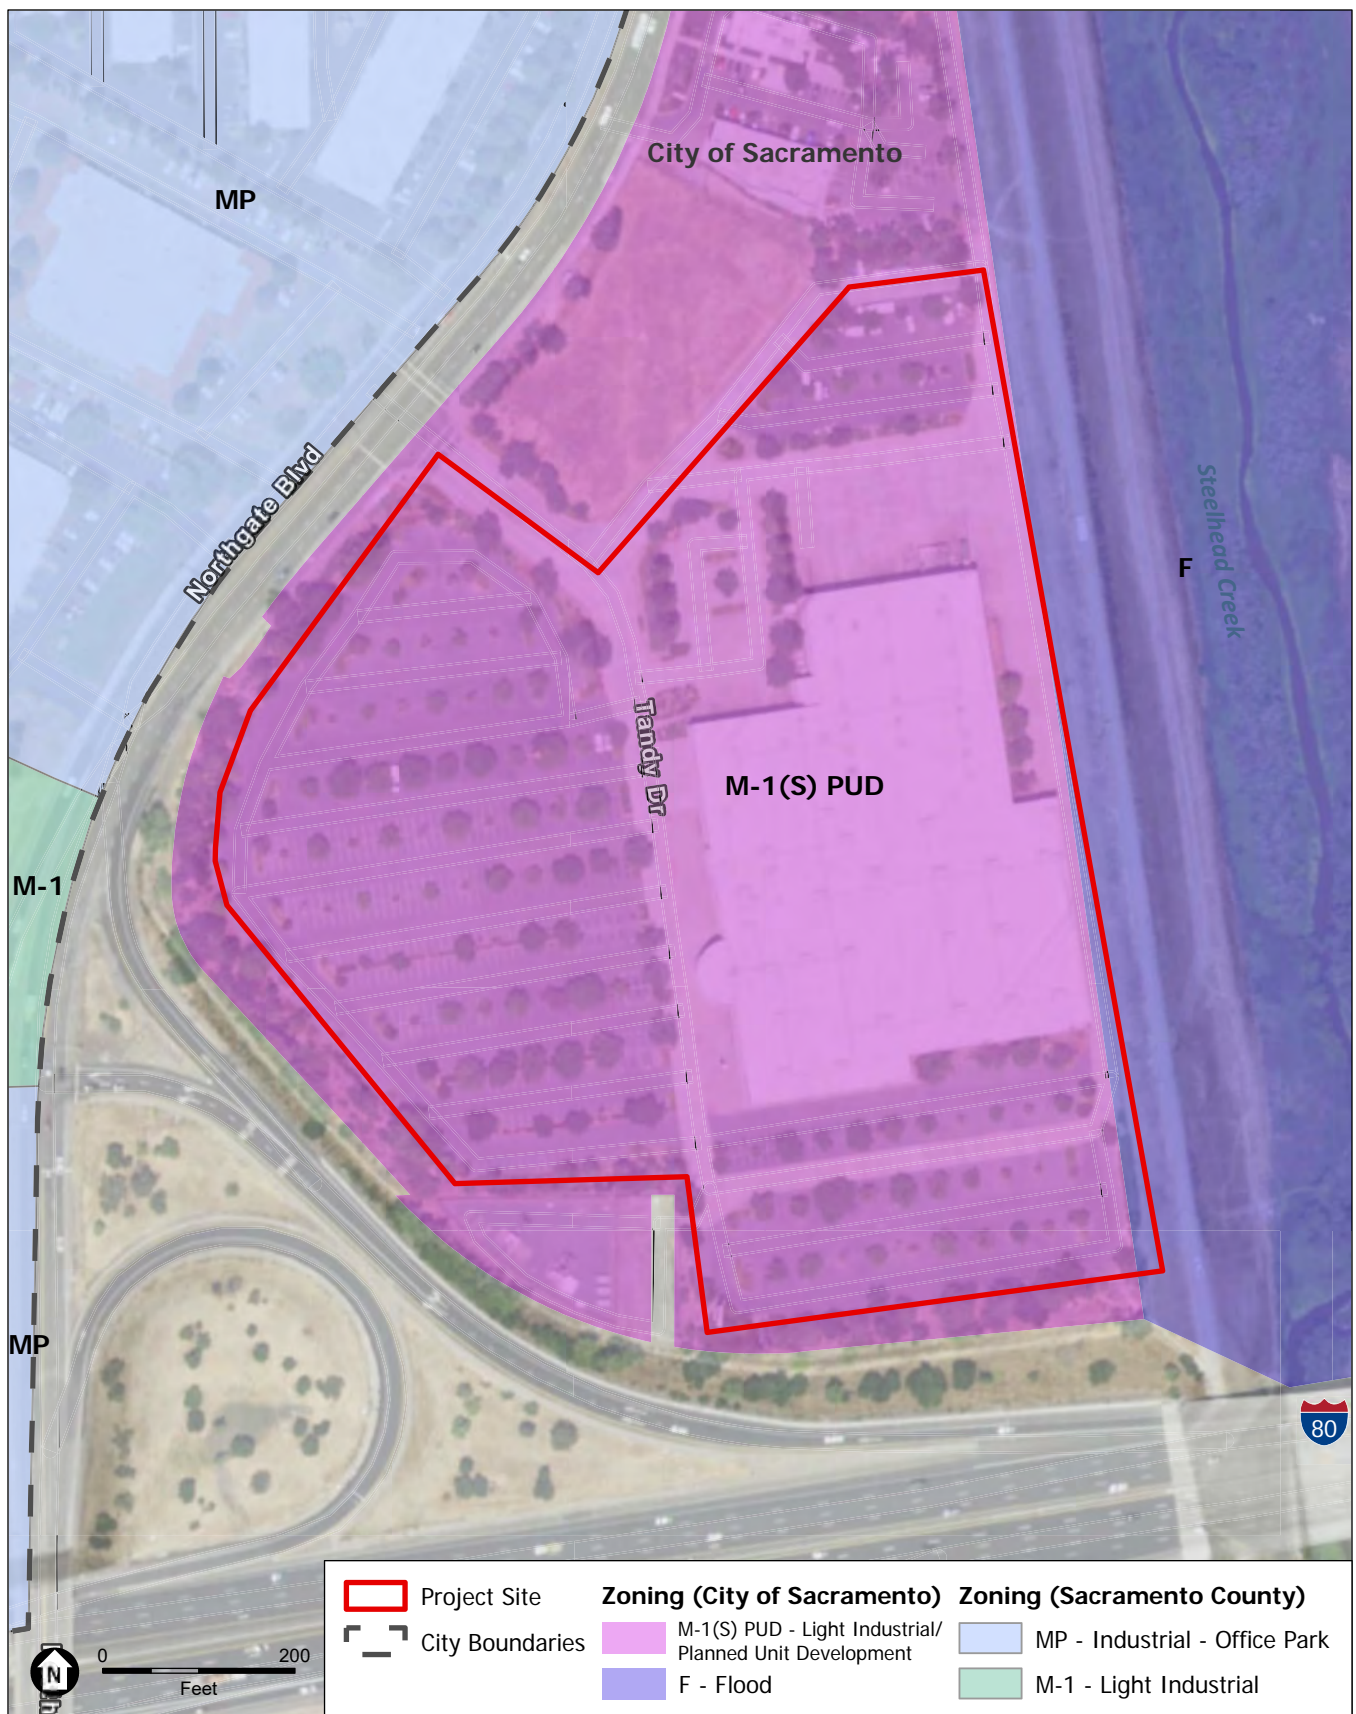 City of Sacramento
MP
Northgate Blvd
Steelhead Creek
F
Tandy Dr
M-1(S) PUD
M-1
MP
80
N
0 200
Feet
Project Site
City Boundaries
Zoning (City of Sacramento)
M-1(S) PUD - Light Industrial/
Planned Unit Development
F - Flood
Zoning (Sacramento County)
MP - Industrial - Office Park
M-1 - Light Industrial